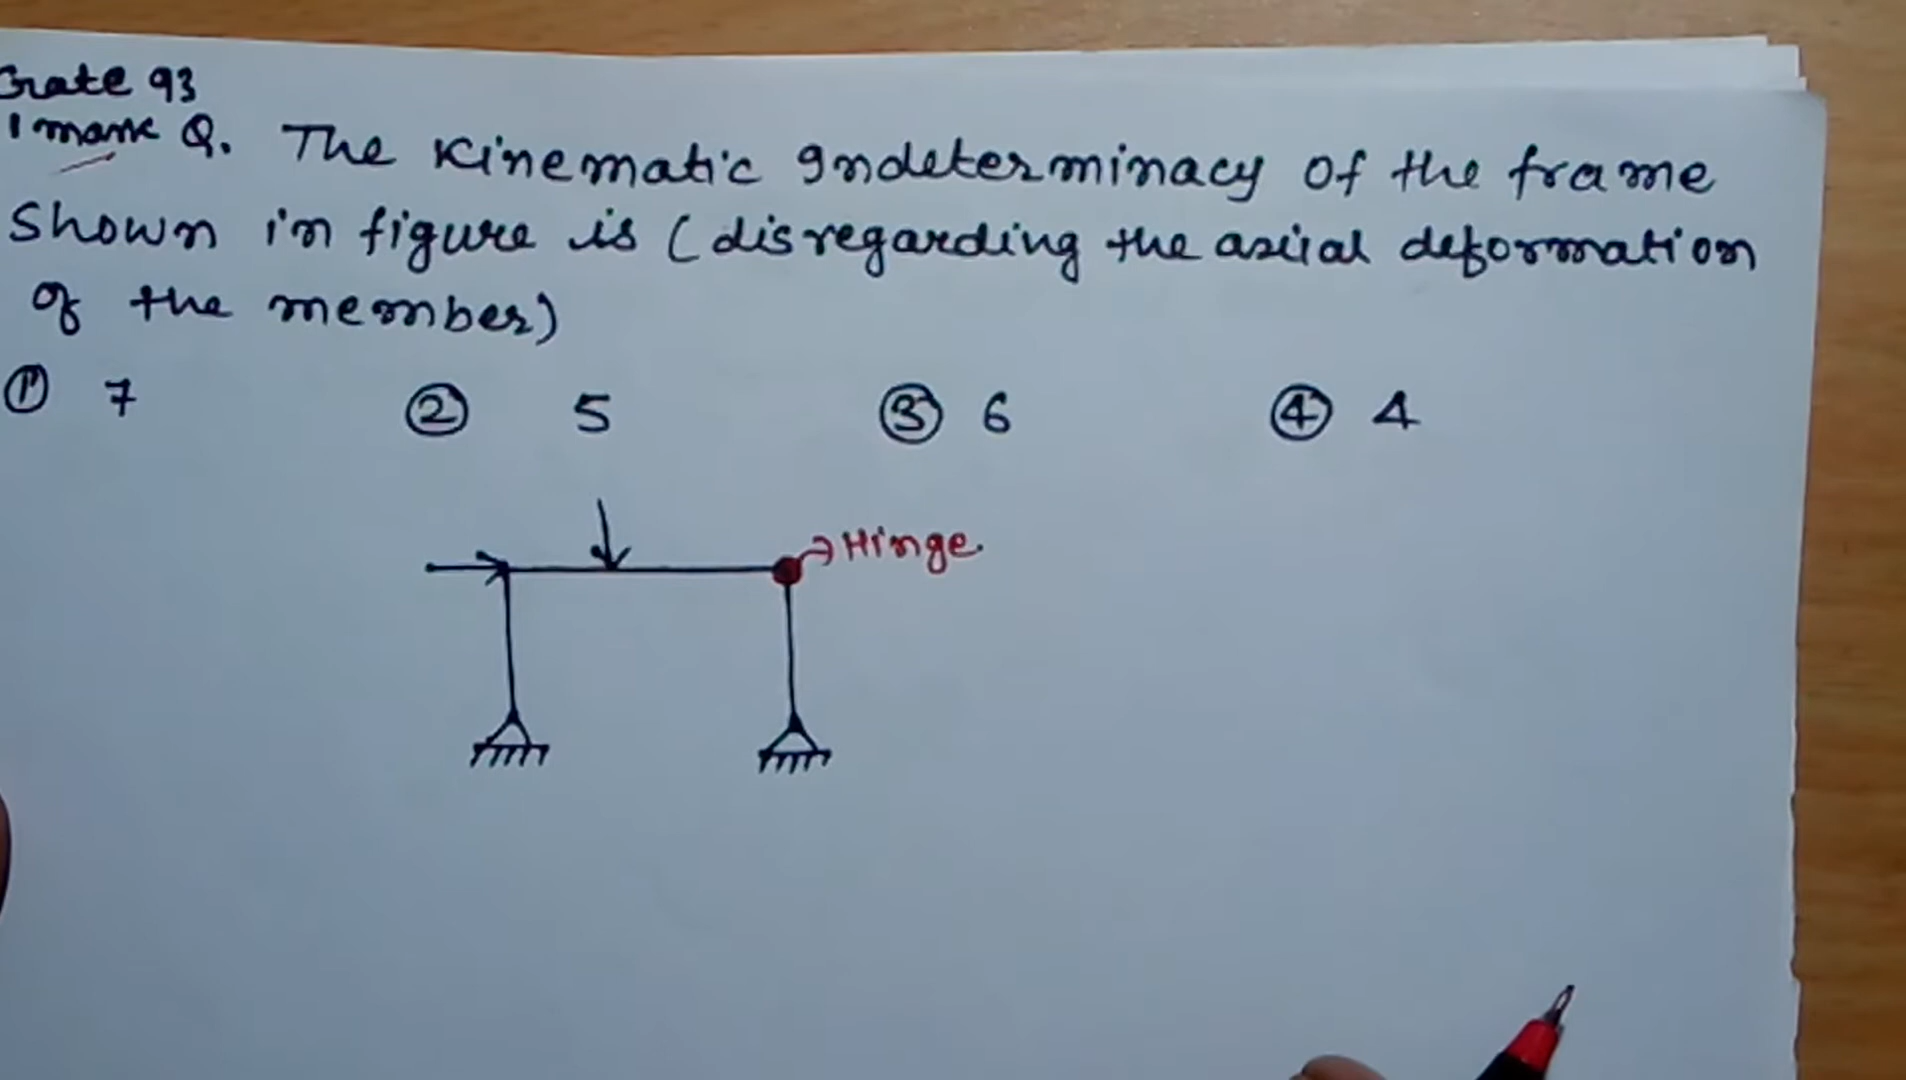 Gate 93
1 mark Q. The Kinematic Indeterminacy of the frame
Shown in figure is (disregarding the axial deformation
of the member)
① 7 ② 5 ③ 6 ④ 4
Hinge.